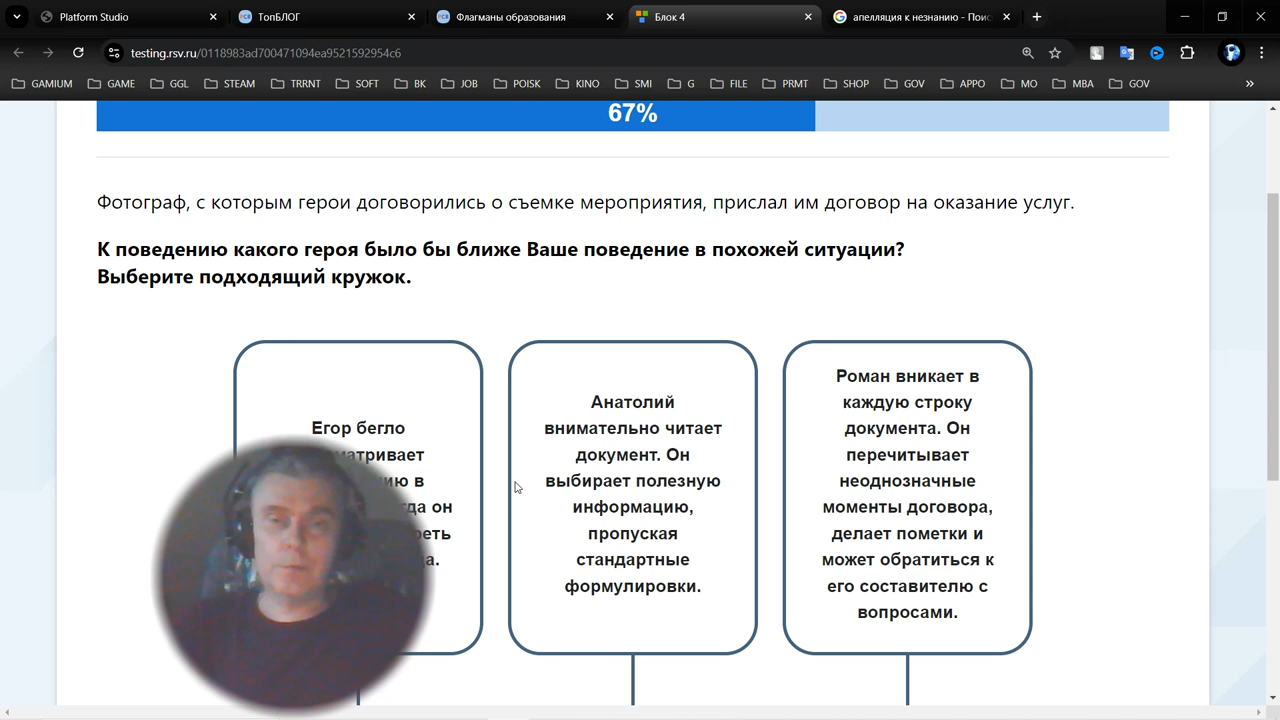 Platform Studio
ТопБЛОГ
Флагманы образования
Блок 4
апелляция к незнанию - Поис
testing.rsv.ru/0118983ad700471094ea9521592954c6
GAMIUM GAME GGL STEAM TRRNT SOFT BK JOB POISK KINO SMI G FILE PRMT SHOP GOV APPO MO MBA GOV
67%
Фотограф, с которым герои договорились о съемке мероприятия, прислал им договор на оказание услуг.
К поведению какого героя было бы ближе Ваше поведение в похожей ситуации?
Выберите подходящий кружок.
Егор бегло
Анатолий
внимательно читает
документ. Он
выбирает полезную
информацию,
пропуская
стандартные
формулировки.
Роман вникает в
каждую строку
документа. Он
перечитывает
неоднозначные
моменты договора,
делает пометки и
может обратиться к
его составителю с
вопросами.